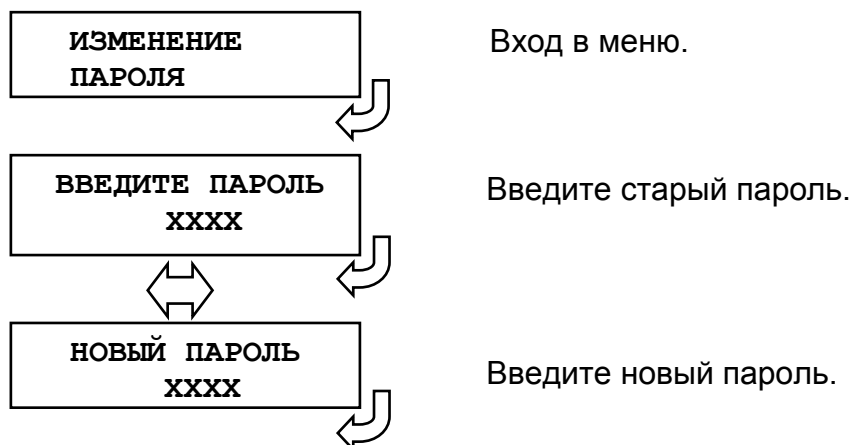 ИЗМЕНЕНИЕ
ПАРОЛЯ
Вход в меню.
ВВЕДИТЕ ПАРОЛЬ
XXXX
Введите старый пароль.
НОВЫЙ ПАРОЛЬ
XXXX
Введите новый пароль.